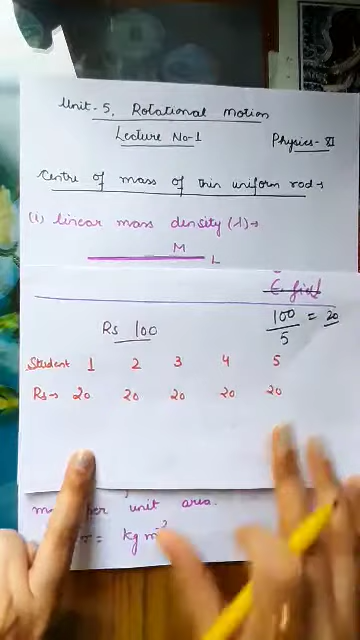 Unit-5, Rotational Motion
Lecture No-1
Physics-XI
Centre of mass of thin uniform rod→
(i) linear mass density (λ)→
M
L
Rs 100
100/5 = 20
Student 1 2 3 4 5
Rs→ 20 20 20 20 20
per unit area.
= kg m⁻²